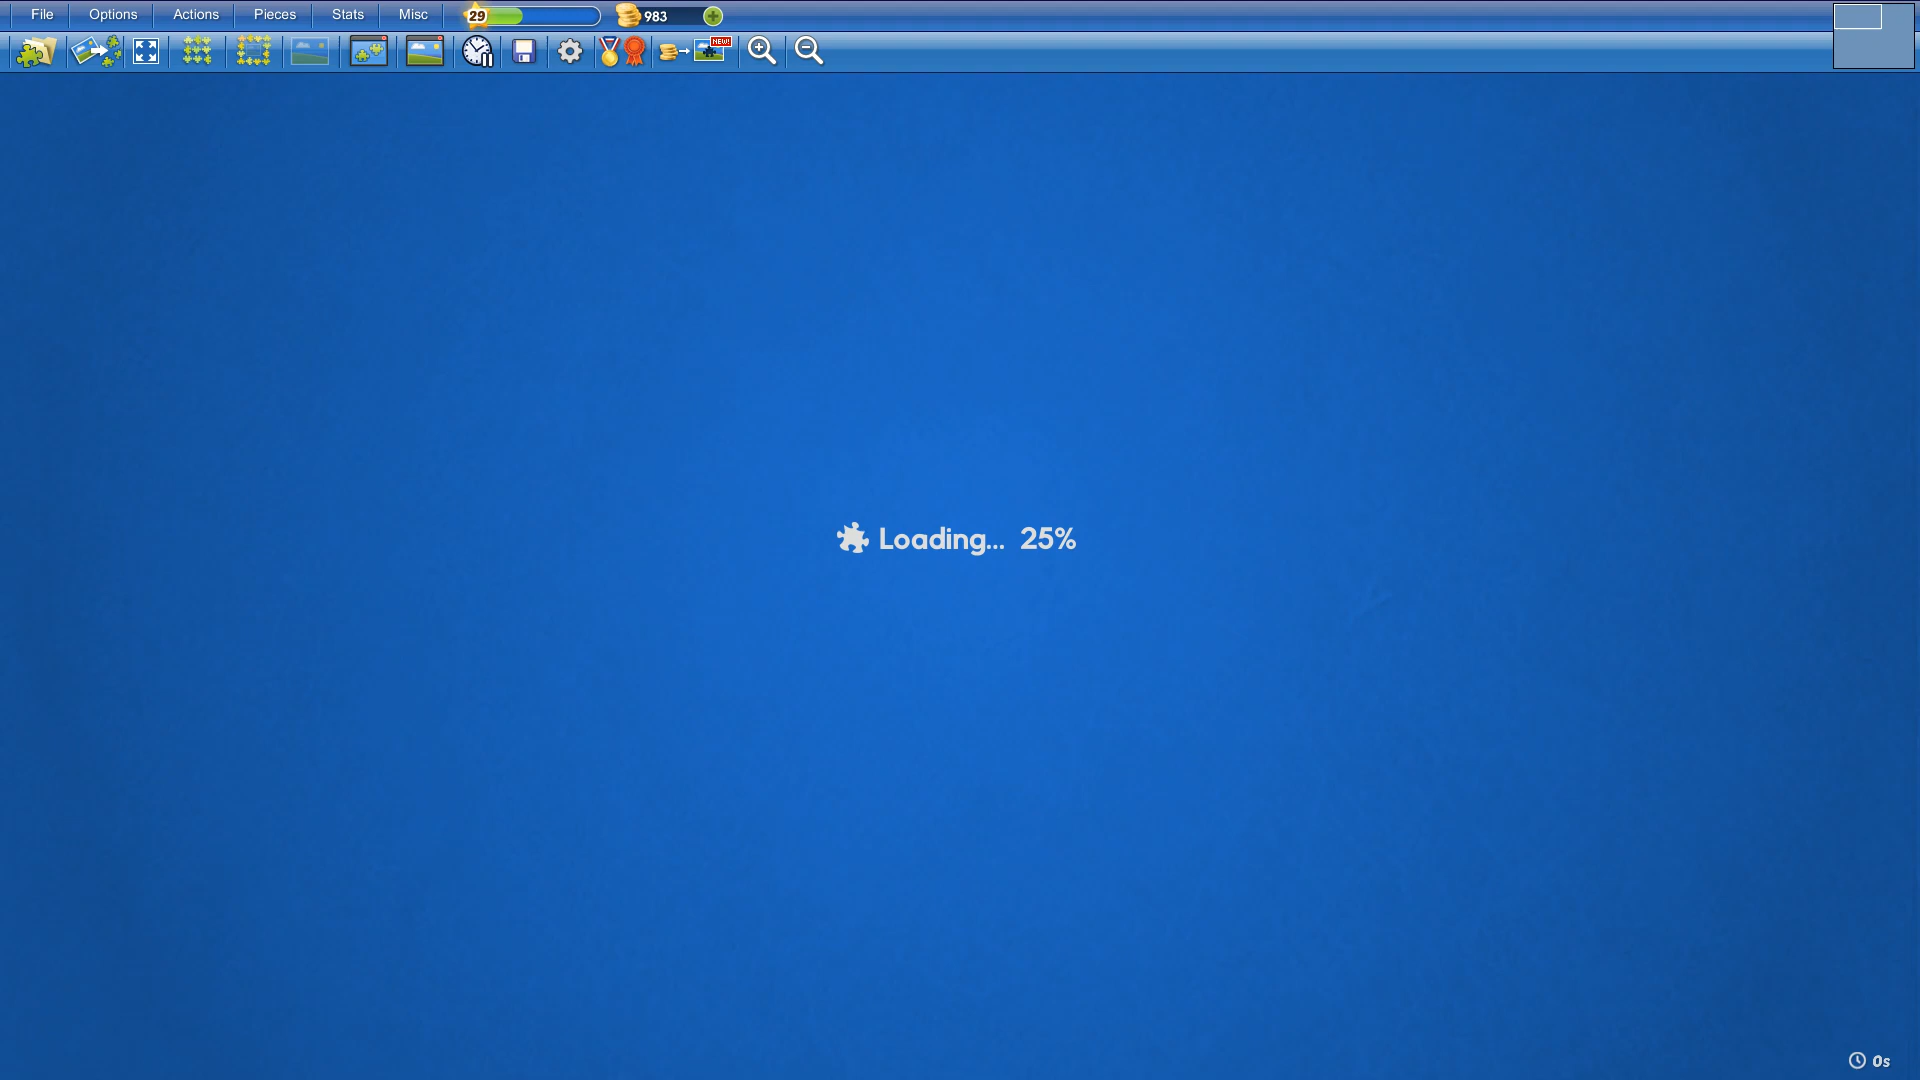 File Options Actions Pieces Stats Misc 29 983
NEW!
Loading... 25%
0s